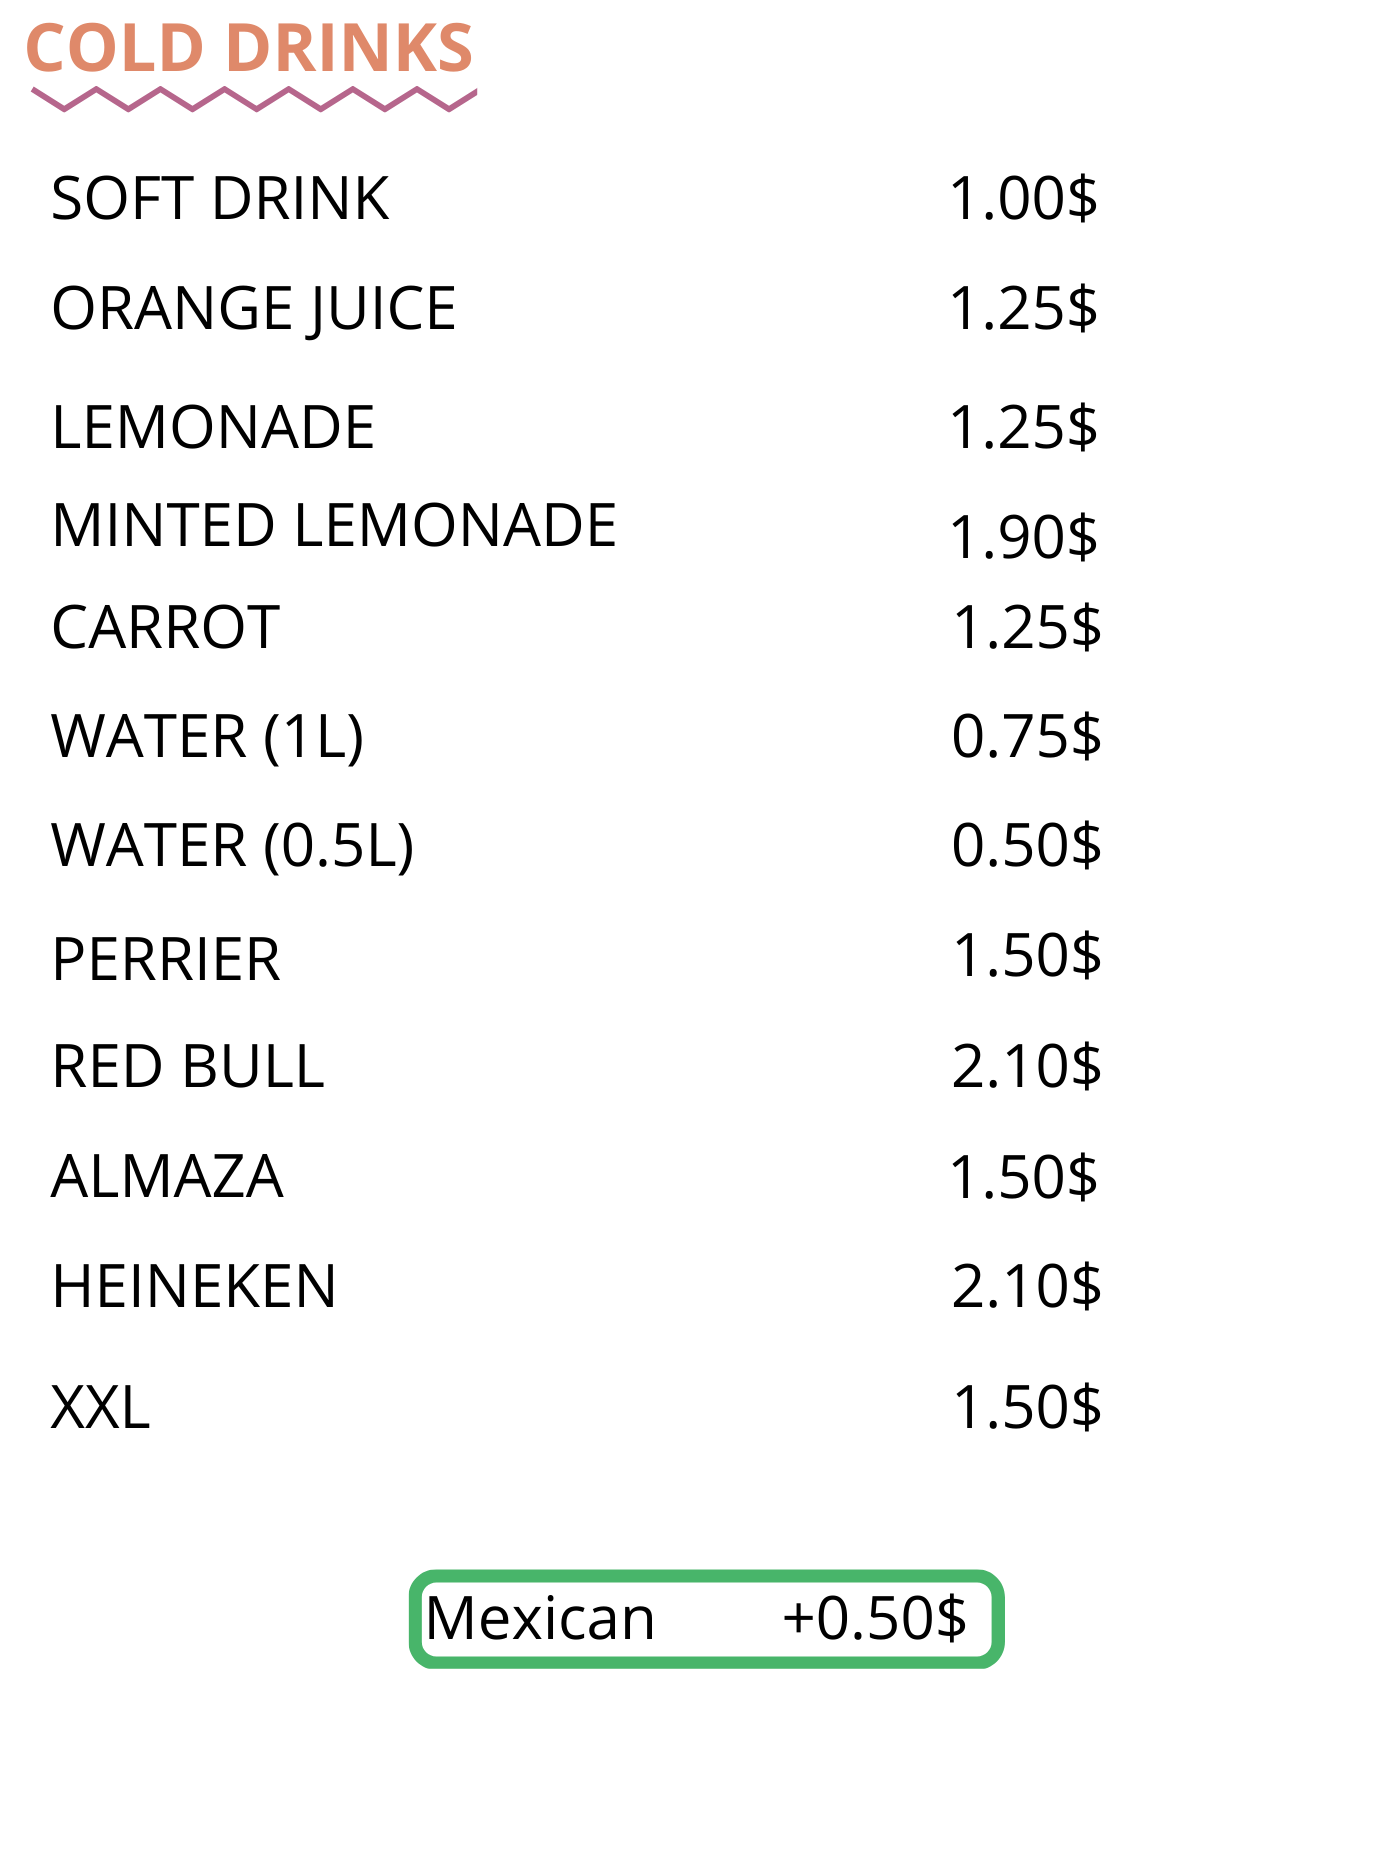 COLD DRINKS
SOFT DRINK 1.00$
ORANGE JUICE 1.25$
LEMONADE 1.25$
MINTED LEMONADE 1.90$
CARROT 1.25$
WATER (1L) 0.75$
WATER (0.5L) 0.50$
PERRIER 1.50$
RED BULL 2.10$
ALMAZA 1.50$
HEINEKEN 2.10$
XXL 1.50$
Mexican +0.50$